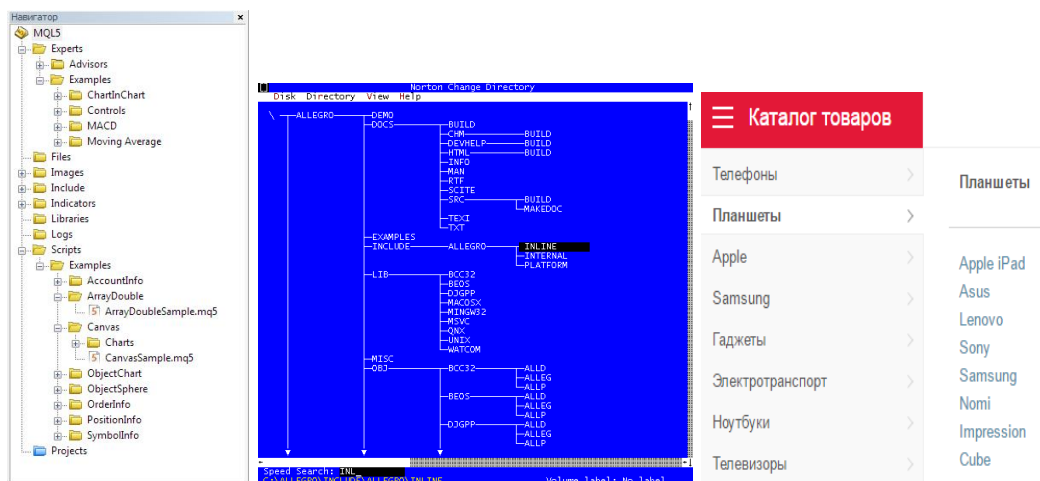 Навигатор
MQL5
Experts
Advisors
Examples
ChartInChart
Controls
MACD
Moving Average
Files
Images
Include
Indicators
Libraries
Logs
Scripts
Examples
AccountInfo
ArrayDouble
ArrayDoubleSample.mq5
Canvas
Charts
CanvasSample.mq5
ObjectChart
ObjectSphere
OrderInfo
PositionInfo
SymbolInfo
Projects
Norton Change Directory
Disk Directory View Help
\ ALLEGRO DEMO
DOCS BUILD
CHM BUILD
DEVHELP BUILD
HTML BUILD
INFO
MAN
RTF
SCITE
SRC BUILD
MAKEDOC
TEXI
TXT
EXAMPLES
INCLUDE ALLEGRO INLINE
INTERNAL
PLATFORM
LIB BCC32
BEOS
DJGPP
MACOSX
MINGW32
MSVC
QNX
UNIX
WATCOM
MISC
OBJ BCC32 ALLD
ALLEG
ALLP
BEOS ALLD
ALLEG
ALLP
DJGPP ALLD
ALLEG
ALLP
Speed Search: INL_
C:\ALLEGRO\INCLUDE\ALLEGRO\INLINE Volume label: No label
Каталог товаров
Телефоны
Планшеты
Apple
Samsung
Гаджеты
Электротранспорт
Ноутбуки
Телевизоры
Планшеты
Apple iPad
Asus
Lenovo
Sony
Samsung
Nomi
Impression
Cube